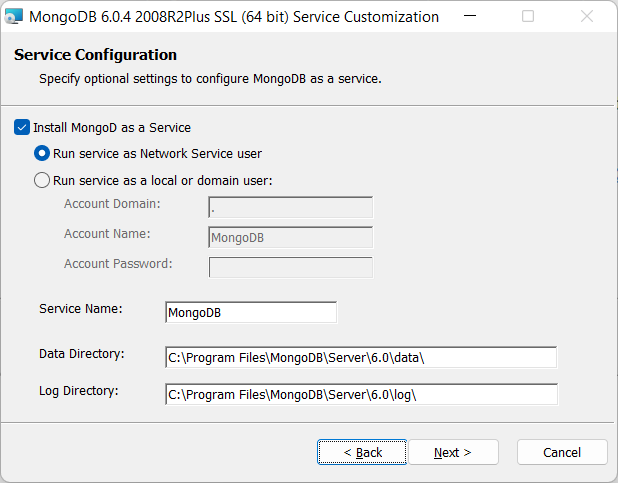 MongoDB 6.0.4 2008R2Plus SSL (64 bit) Service Customization
Service Configuration
Specify optional settings to configure MongoDB as a service.
Install MongoD as a Service
Run service as Network Service user
Run service as a local or domain user:
Account Domain: .
Account Name: MongoDB
Account Password:
Service Name: MongoDB
Data Directory: C:\Program Files\MongoDB\Server\6.0\data\
Log Directory: C:\Program Files\MongoDB\Server\6.0\log\
< Back Next > Cancel